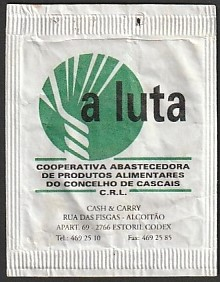 a luta
COOPERATIVA ABASTECEDORA
DE PRODUTOS ALIMENTARES
DO CONCELHO DE CASCAIS
C.R.L.
CASH & CARRY
RUA DAS FISGAS - ALCOITÃO
APART. 69 - 2766 ESTORIL CODEX
Tel.: 469 25 10 Fax: 469 25 85